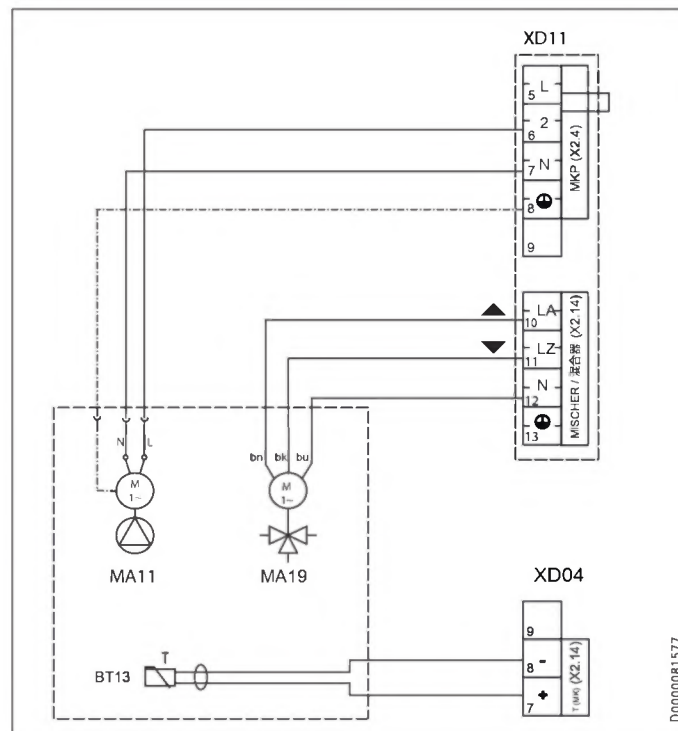 XD11
L
5
2
6
N
7
8
9
MKP (X2.4)
LA
10
LZ
11
N
12
13
MISCHER / 混合器 (X2.14)
N L
bn bk bu
M
1~
M
1~
MA11
MA19
XD04
9
8 -
7 +
T (MK) (X2.14)
T
BT13
D0000081577